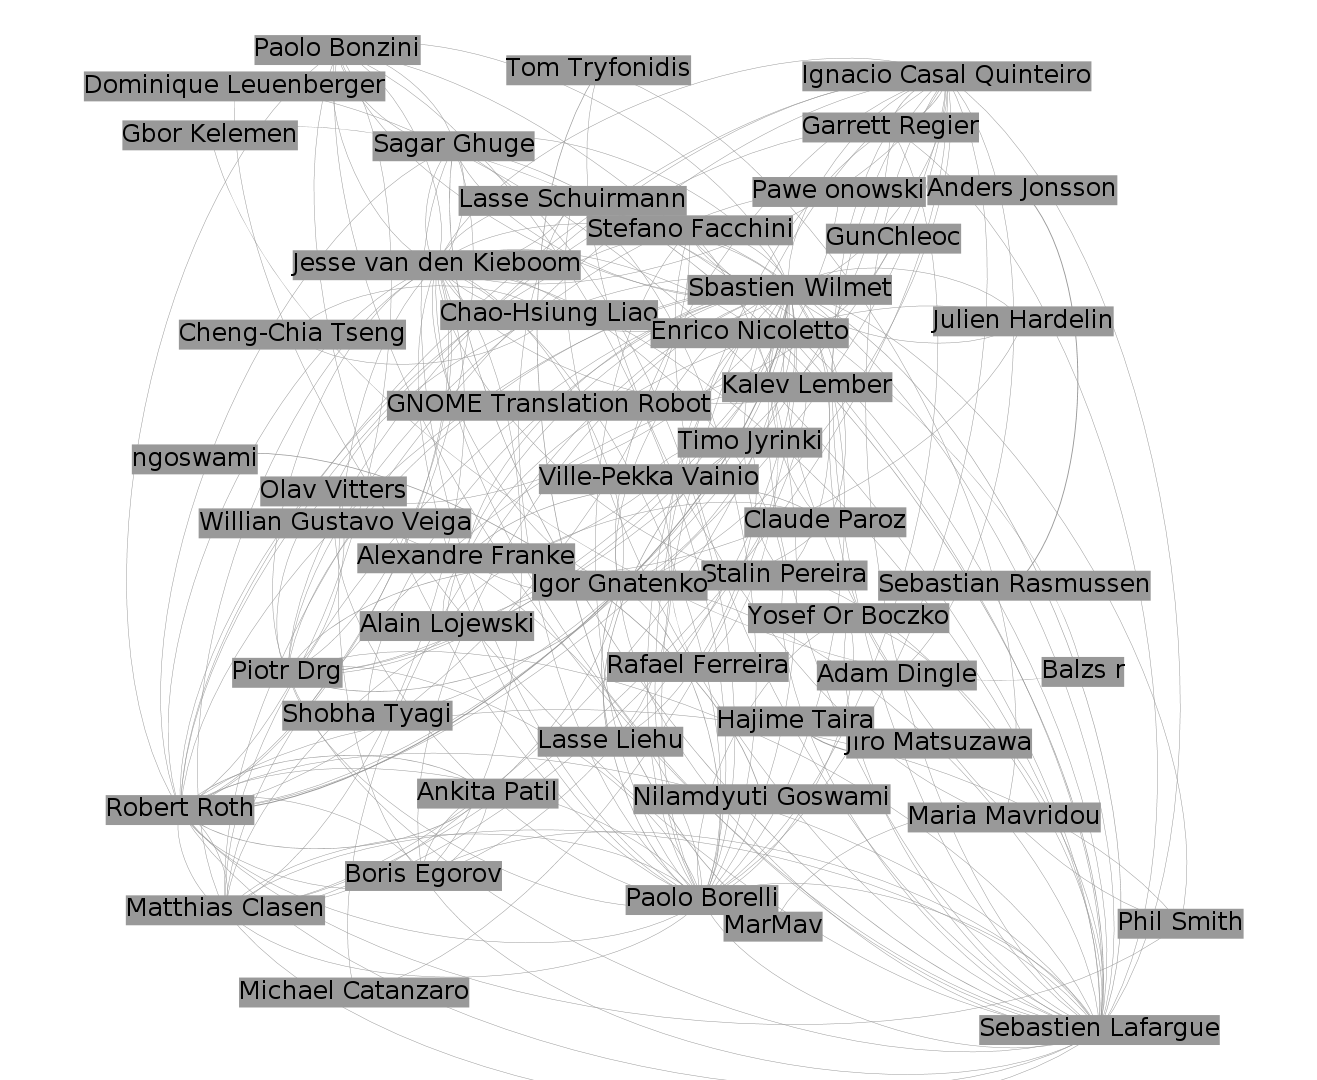 Paolo Bonzini
Tom Tryfonidis
Ignacio Casal Quinteiro
Dominique Leuenberger
Gbor Kelemen
Garrett Regier
Sagar Ghuge
Lasse Schuirmann
Pawe onowski
Anders Jonsson
Stefano Facchini
GunChleoc
Jesse van den Kieboom
Sbastien Wilmet
Chao-Hsiung Liao
Julien Hardelin
Cheng-Chia Tseng
Enrico Nicoletto
Kalev Lember
GNOME Translation Robot
Timo Jyrinki
ngoswami
Ville-Pekka Vainio
Olav Vitters
Willian Gustavo Veiga
Claude Paroz
Alexandre Franke
Igor Gnatenko
Stalin Pereira
Sebastian Rasmussen
Yosef Or Boczko
Alain Lojewski
Rafael Ferreira
Piotr Drg
Adam Dingle
Balzs r
Shobha Tyagi
Hajime Taira
Lasse Liehu
Jiro Matsuzawa
Ankita Patil
Nilamdyuti Goswami
Robert Roth
Maria Mavridou
Boris Egorov
Paolo Borelli
Matthias Clasen
MarMav
Phil Smith
Michael Catanzaro
Sebastien Lafargue